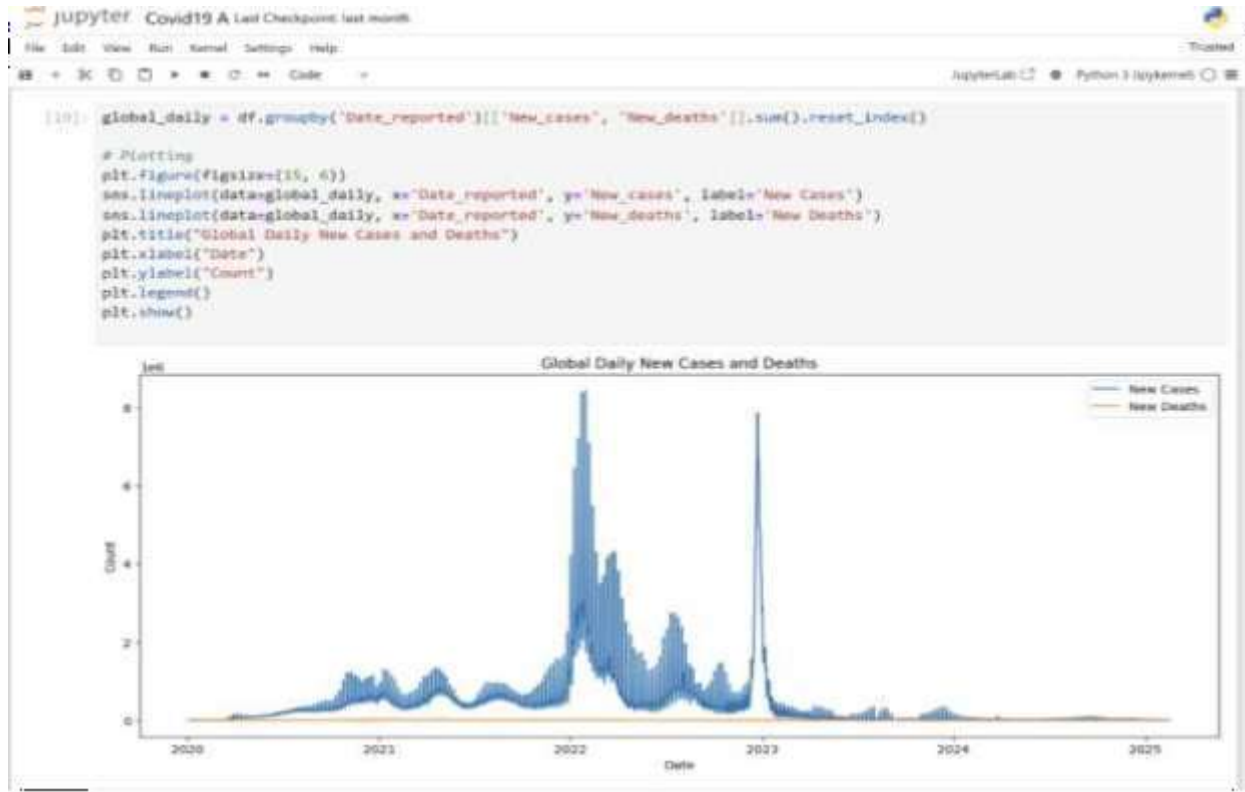 jupyter Covid19 A Last Checkpoint: last month
File Edit View Run Kernel Settings Help Trusted
Code JupyterLab Python 3 (ipykernel)
[19]: global_daily = df.groupby('Date_reported')[['New_cases', 'New_deaths']].sum().reset_index()
# Plotting
plt.figure(figsize=(15, 6))
sns.lineplot(data=global_daily, x='Date_reported', y='New_cases', label='New Cases')
sns.lineplot(data=global_daily, x='Date_reported', y='New_deaths', label='New Deaths')
plt.title("Global Daily New Cases and Deaths")
plt.xlabel("Date")
plt.ylabel("Count")
plt.legend()
plt.show()
Global Daily New Cases and Deaths
1e6
New Cases
New Deaths
8
6
4
2
0
Count
2020 2021 2022 2023 2024 2025
Date